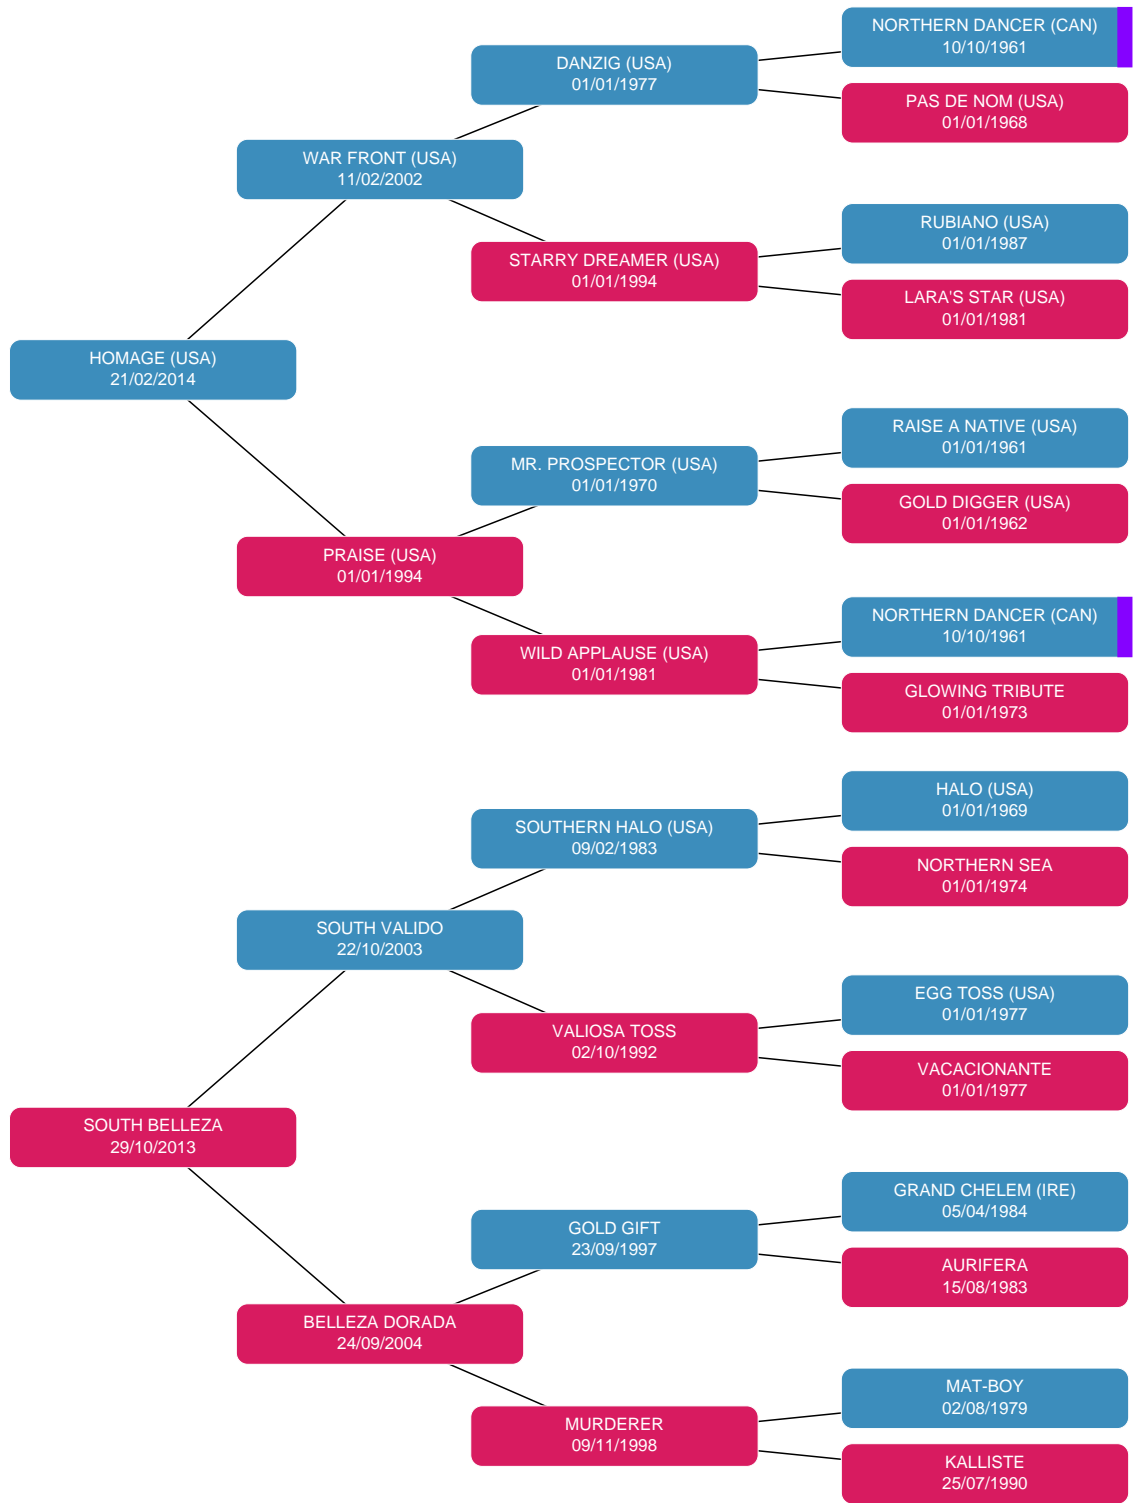 NORTHERN DANCER (CAN)
10/10/1961
DANZIG (USA)
01/01/1977
PAS DE NOM (USA)
01/01/1968
WAR FRONT (USA)
11/02/2002
RUBIANO (USA)
01/01/1987
STARRY DREAMER (USA)
01/01/1994
LARA'S STAR (USA)
01/01/1981
HOMAGE (USA)
21/02/2014
RAISE A NATIVE (USA)
01/01/1961
MR. PROSPECTOR (USA)
01/01/1970
GOLD DIGGER (USA)
01/01/1962
PRAISE (USA)
01/01/1994
NORTHERN DANCER (CAN)
10/10/1961
WILD APPLAUSE (USA)
01/01/1981
GLOWING TRIBUTE
01/01/1973
HALO (USA)
01/01/1969
SOUTHERN HALO (USA)
09/02/1983
NORTHERN SEA
01/01/1974
SOUTH VALIDO
22/10/2003
EGG TOSS (USA)
01/01/1977
VALIOSA TOSS
02/10/1992
VACACIONANTE
01/01/1977
SOUTH BELLEZA
29/10/2013
GRAND CHELEM (IRE)
05/04/1984
GOLD GIFT
23/09/1997
AURIFERA
15/08/1983
BELLEZA DORADA
24/09/2004
MAT-BOY
02/08/1979
MURDERER
09/11/1998
KALLISTE
25/07/1990